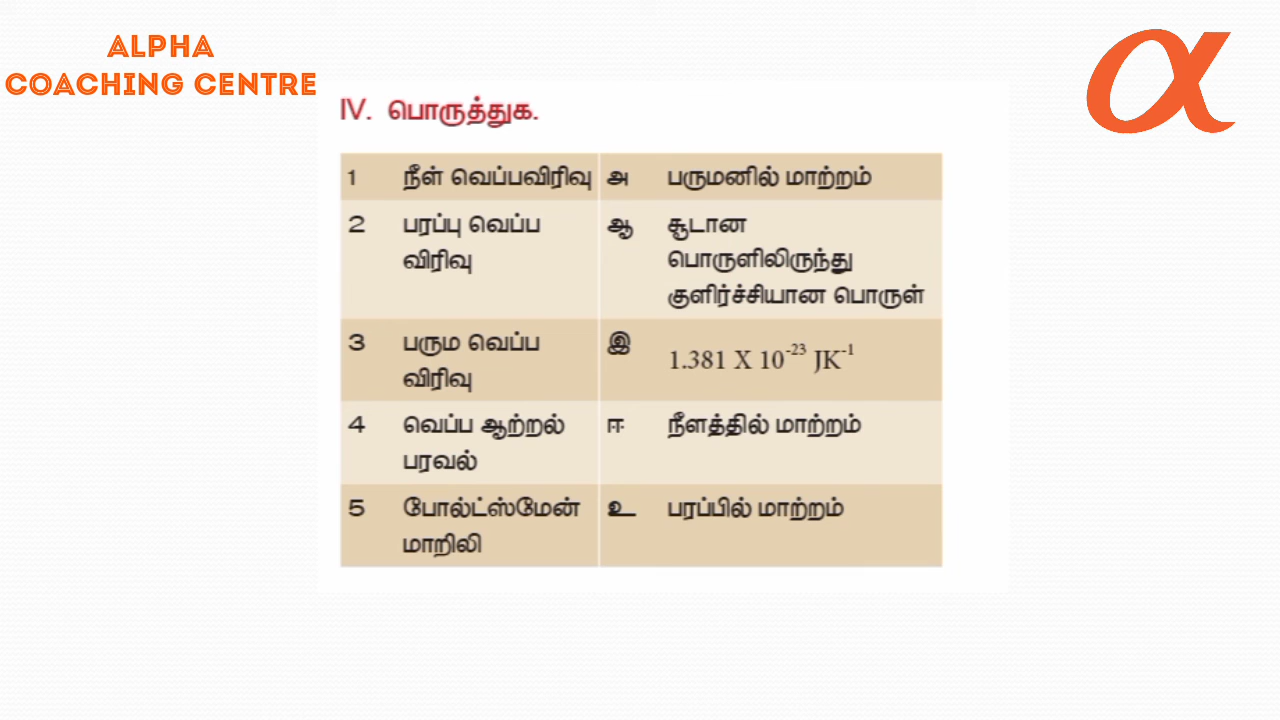 ALPHA
COACHING CENTRE
α
IV. பொருத்துக.
1 நீள் வெப்பவிரிவு அ பருமனில் மாற்றம்
2 பரப்பு வெப்ப ஆ சூடான
விரிவு பொருளிலிருந்து
குளிர்ச்சியான பொருள்
3 பரும வெப்ப இ 1.381 X 10⁻²³ JK⁻¹
விரிவு
4 வெப்ப ஆற்றல் ஈ நீளத்தில் மாற்றம்
பரவல்
5 போல்ட்ஸ்மேன் உ பரப்பில் மாற்றம்
மாறிலி